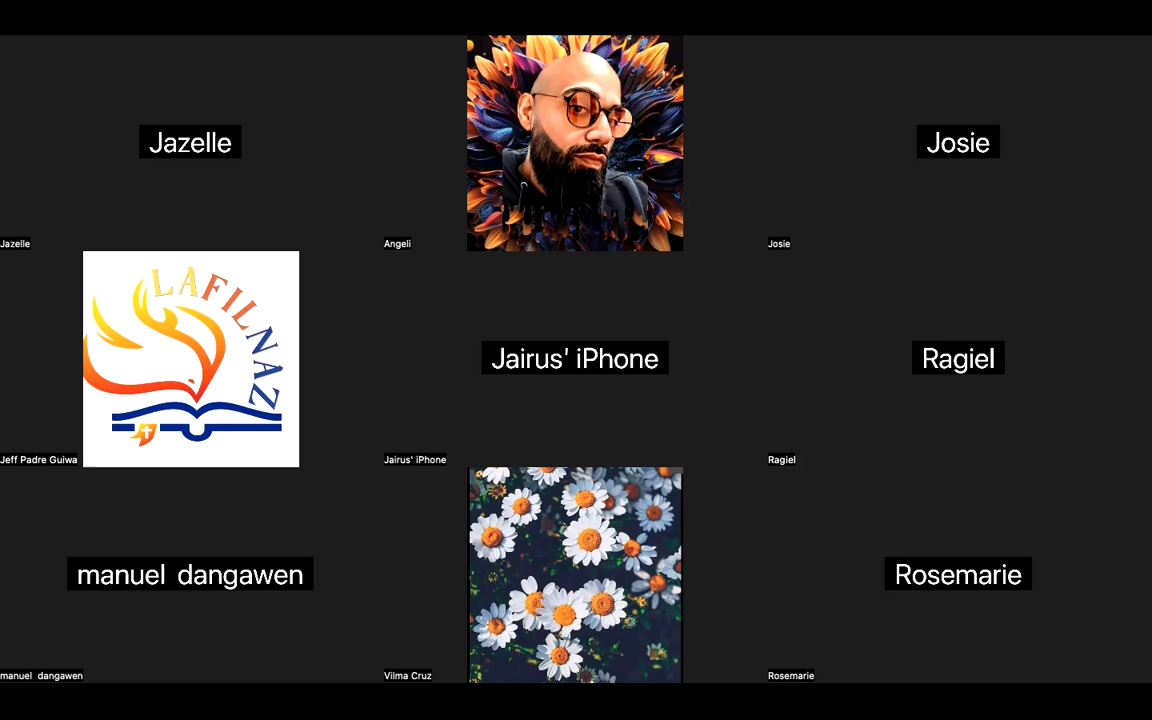 Jazelle
Josie
Jazelle
Angeli
Josie
LAFILNAZ
Jairus' iPhone
Ragiel
Jeff Padre Guiwa
Jairus' iPhone
Ragiel
manuel dangawen
Rosemarie
manuel dangawen
Vilma Cruz
Rosemarie